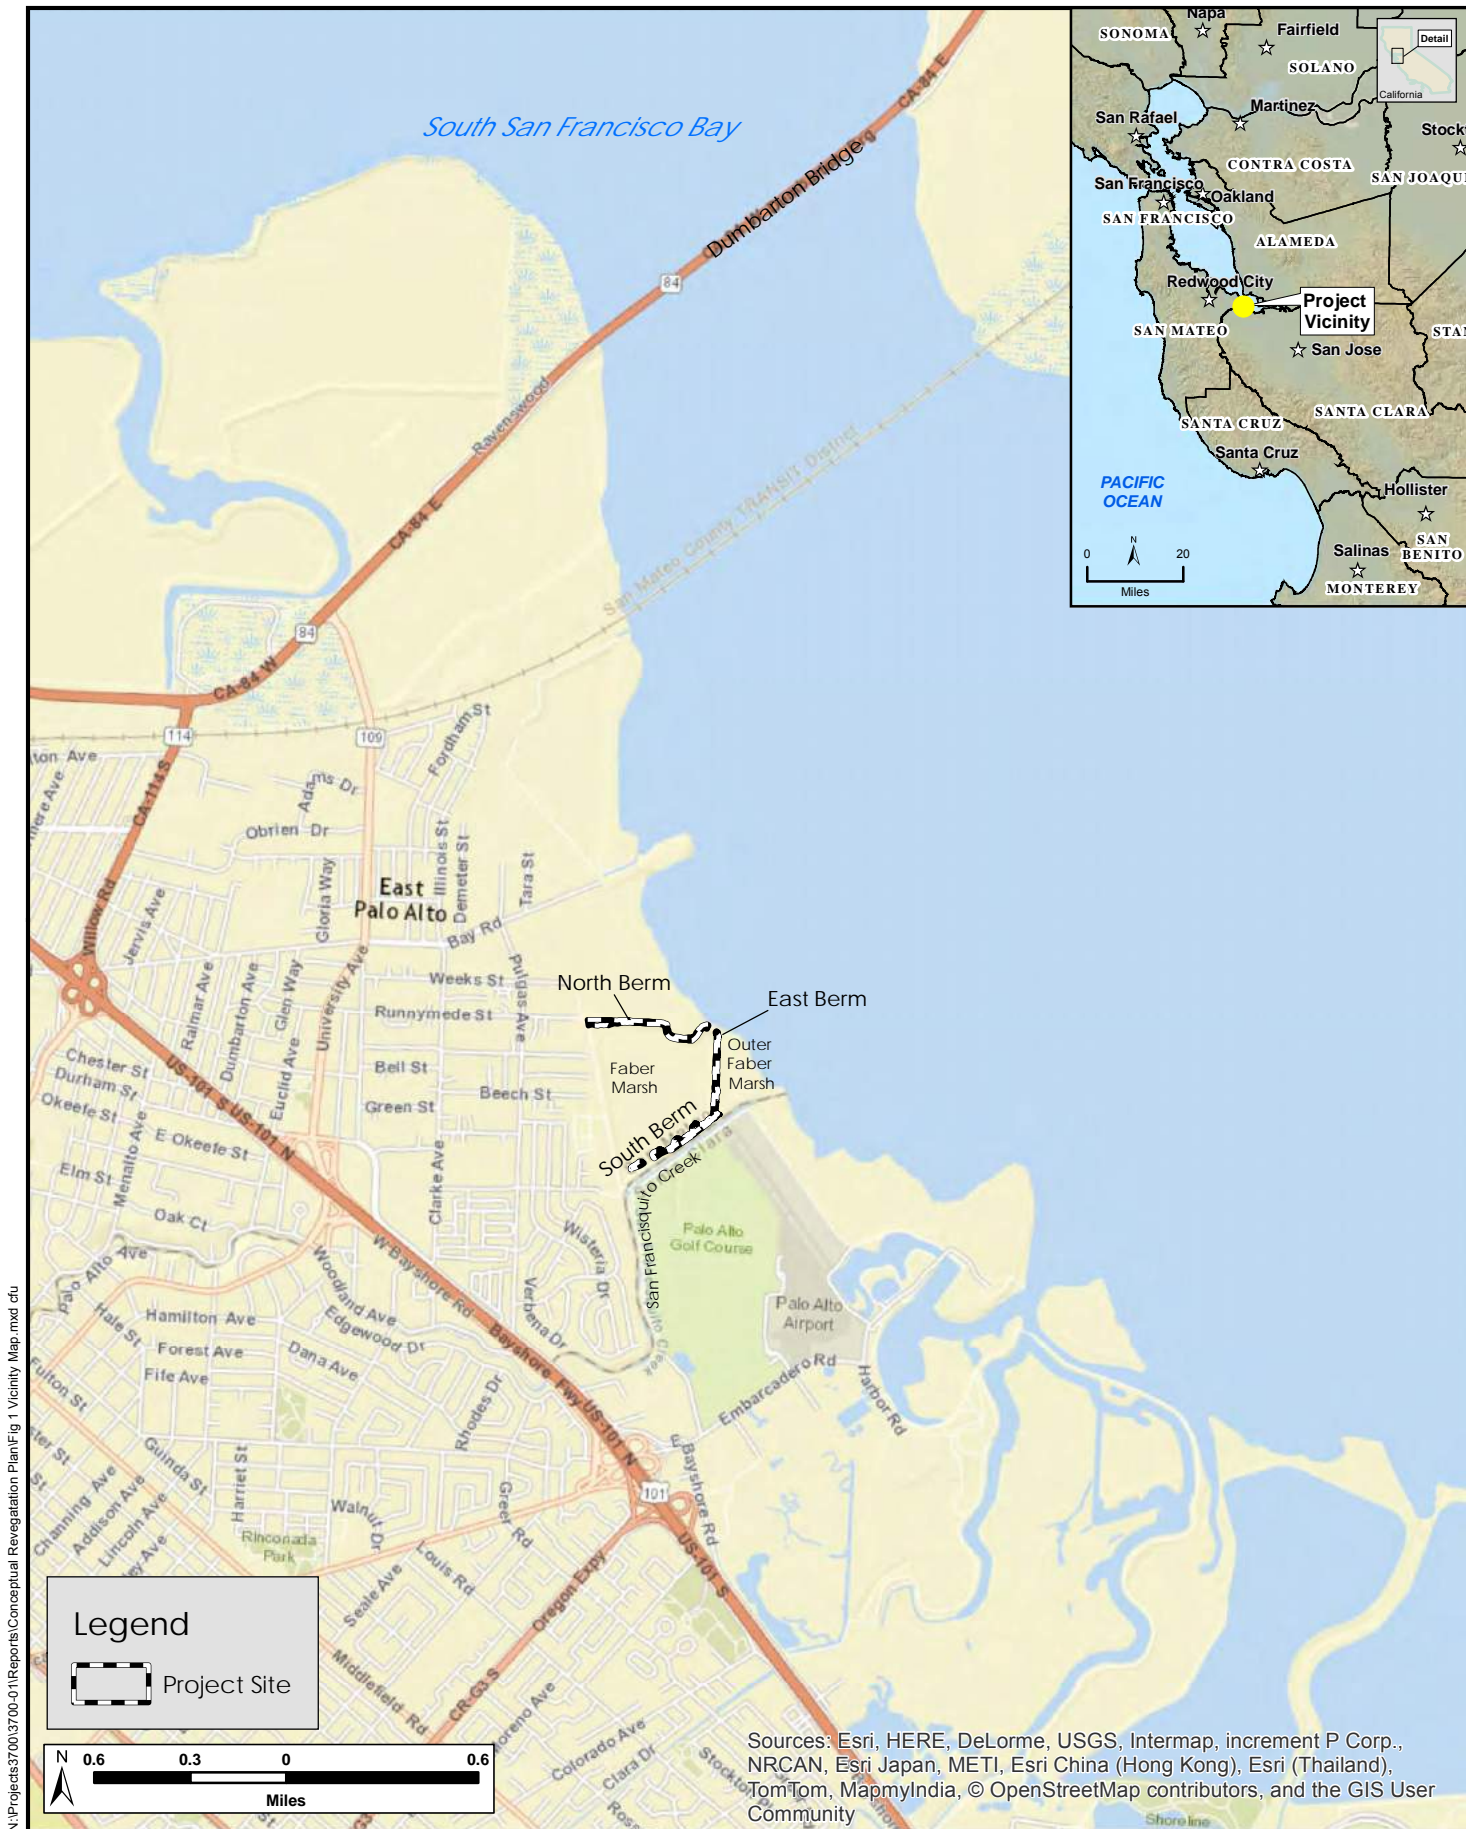 South San Francisco Bay
CA-84 E
Dumbarton Bridge
84
Ravenswood
CA-84 E
San Mateo County TRANSIT District
84
CA-84 W
114
109
CA-114 S
Fordham St
Adams Dr
Obrien Dr
Illinois St
Demeter St
Tara St
Gloria Way
East
Palo Alto
Willow Rd
Jervis Ave
Bay Rd
Ralmar Ave
Dumbarton Ave
Glen Way
University Ave
Weeks St
Pulgas Ave
Runnymede St
North Berm
East Berm
Outer
Faber
Marsh
Faber
Marsh
Chester St
Durham St
Okeefe St
Menalto Ave
Euclid Ave
Bell St
Green St
Beech St
US-101 S US-101 N
E Okeefe St
Elm St
Oak Ct
Clarke Ave
South Berm
San Francisquito Creek
Palo Alto
Golf Course
Palo Alto Ave
Woodland Ave
W Bayshore Rd
Wisteria Dr
Verbena Dr
Hale St
Hamilton Ave
Edgewood Dr
Forest Ave
Dana Ave
Bayshore Fwy US-101 N
Fife Ave
Fulton St
Palo Alto
Airport
Embarcadero Rd
Harbor Rd
Rhodes Dr
Guinda St
Harriet St
E Bayshore Rd
101
Channing Ave
Addison Ave
Lincoln Ave
Walnut Dr
Greer Rd
Rinconada
Park
Louis Rd
Seale Ave
Oregon Expy
US-101 S
Middlefield Rd
CR-G3 S
Moreno Ave
Colorado Ave
Clara Dr
Shoreline
Legend
Project Site
N
0.6 0.3 0 0.6
Miles
Sources: Esri, HERE, DeLorme, USGS, Intermap, increment P Corp.,
NRCAN, Esri Japan, METI, Esri China (Hong Kong), Esri (Thailand),
TomTom, MapmyIndia, © OpenStreetMap contributors, and the GIS User
Community
N:\Projects3700\3700-01\Reports\Conceptual Revegatation Plan\Fig 1 Vicinity Map.mxd cfu
Napa
SONOMA
Fairfield
SOLANO
Detail
California
Martinez
San Rafael
CONTRA COSTA
San Francisco
Oakland
SAN FRANCISCO
ALAMEDA
Redwood City
Project
Vicinity
SAN MATEO
San Jose
SANTA CLARA
SANTA CRUZ
Santa Cruz
PACIFIC
OCEAN
Hollister
SAN
BENITO
Salinas
MONTEREY
N
0 20
Miles